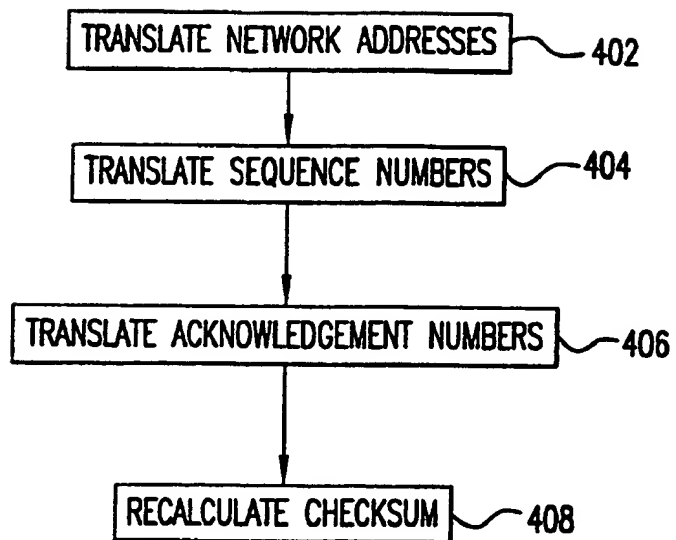 TRANSLATE NETWORK ADDRESSES 402
TRANSLATE SEQUENCE NUMBERS 404
TRANSLATE ACKNOWLEDGEMENT NUMBERS 406
RECALCULATE CHECKSUM 408